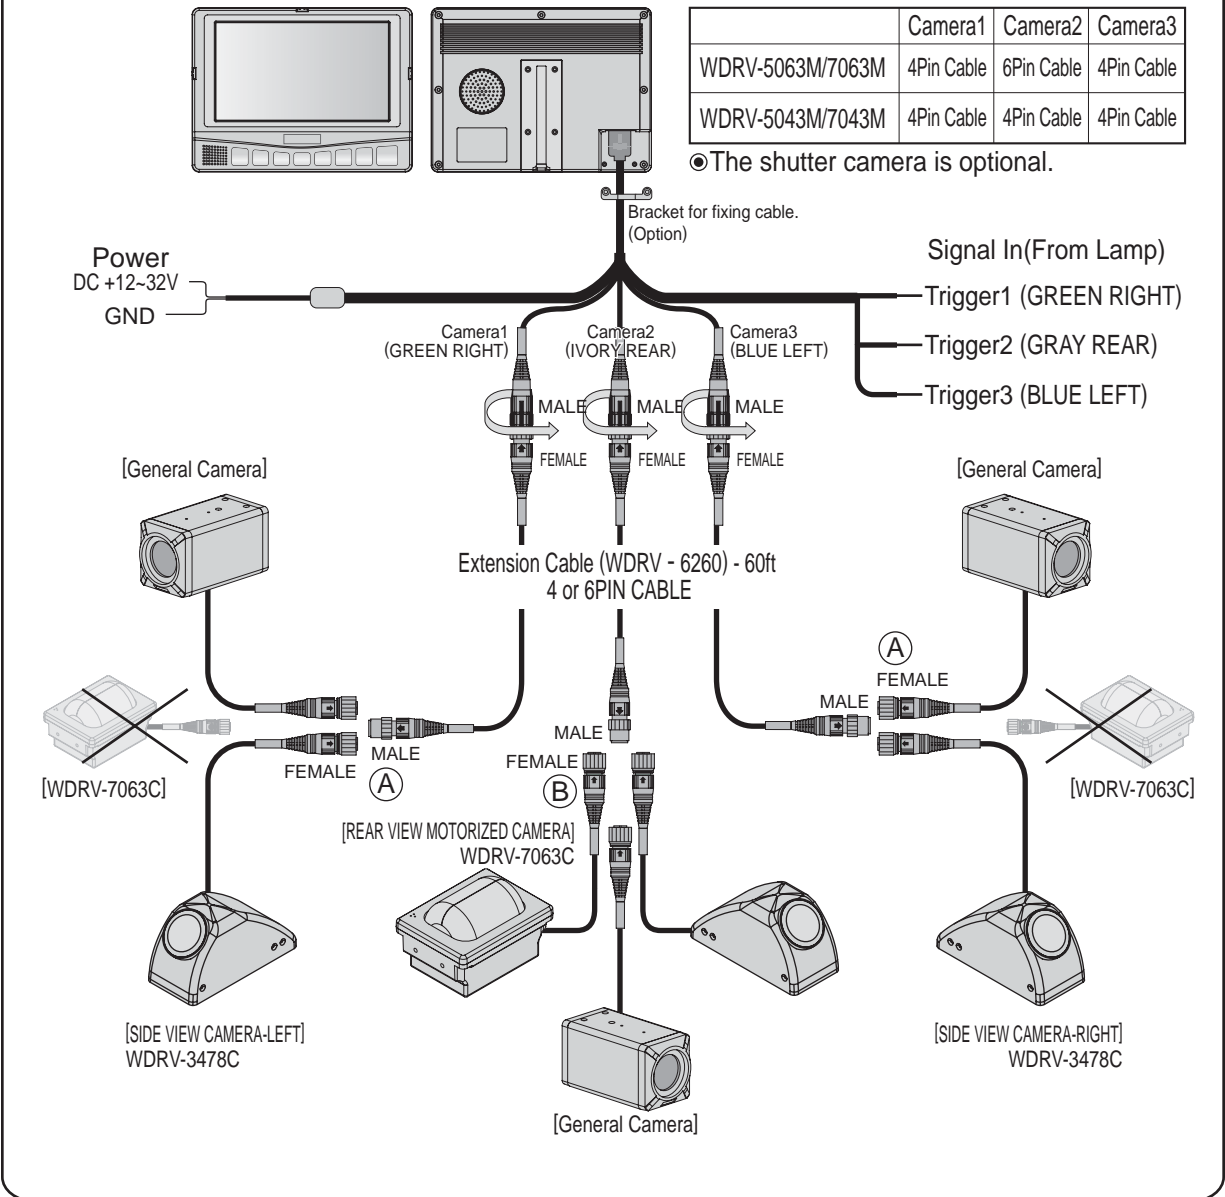 Camera1 Camera2 Camera3
WDRV-5063M/7063M 4Pin Cable 6Pin Cable 4Pin Cable
WDRV-5043M/7043M 4Pin Cable 4Pin Cable 4Pin Cable
◉The shutter camera is optional.
Bracket for fixing cable.
(Option)
Power
DC +12~32V
GND
Signal In(From Lamp)
Trigger1 (GREEN RIGHT)
Trigger2 (GRAY REAR)
Trigger3 (BLUE LEFT)
Camera1
(GREEN RIGHT)
Camera2
(IVORY REAR)
Camera3
(BLUE LEFT)
MALE
MALE
MALE
FEMALE
FEMALE
FEMALE
[General Camera]
[General Camera]
Extension Cable (WDRV - 6260) - 60ft
4 or 6PIN CABLE
A
FEMALE
MALE
MALE
FEMALE
MALE
A
FEMALE
B
[WDRV-7063C]
[WDRV-7063C]
[REAR VIEW MOTORIZED CAMERA]
WDRV-7063C
[SIDE VIEW CAMERA-LEFT]
WDRV-3478C
[SIDE VIEW CAMERA-RIGHT]
WDRV-3478C
[General Camera]